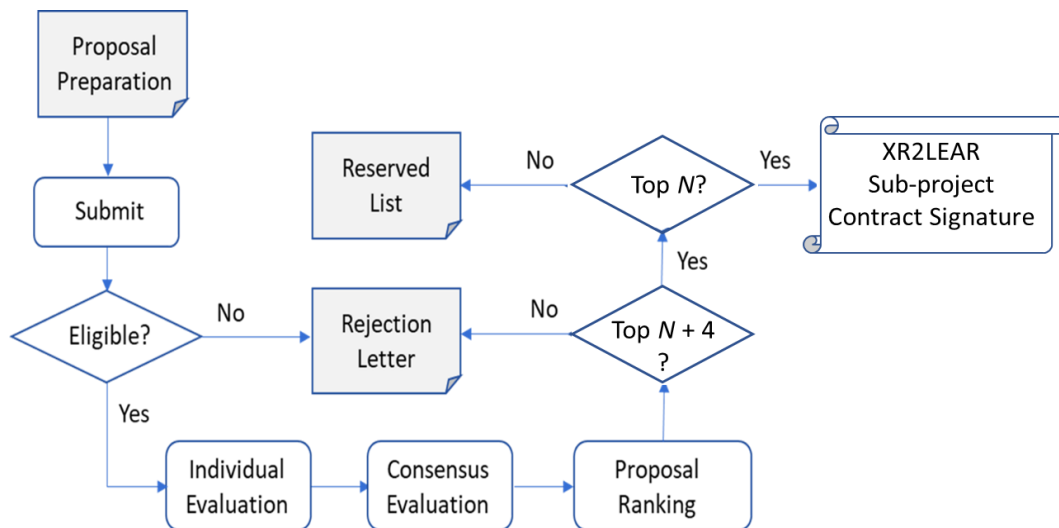 Proposal
Preparation
Submit
Eligible?
No
Yes
Individual
Evaluation
Consensus
Evaluation
Proposal
Ranking
Top N + 4
?
No
Rejection
Letter
Yes
Top N?
No
Reserved
List
Yes
XR2LEAR
Sub-project
Contract Signature